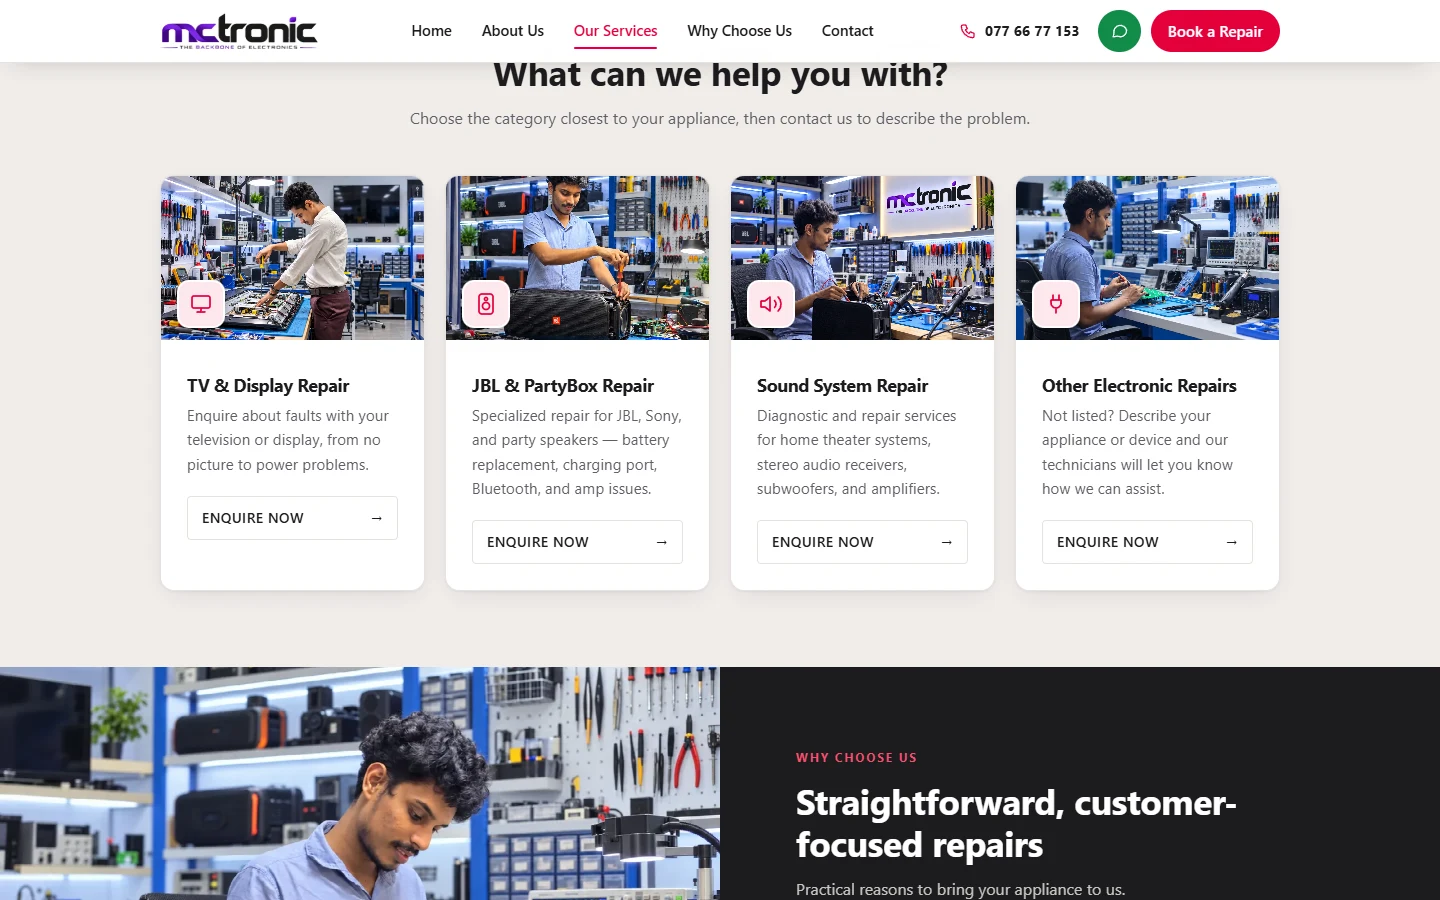 mctronic
THE BACKBONE OF ELECTRONICS
Home
About Us
Our Services
Why Choose Us
Contact
077 66 77 153
Book a Repair
What can we help you with?
Choose the category closest to your appliance, then contact us to describe the problem.
mctronic
TV & Display Repair
Enquire about faults with your
television or display, from no
picture to power problems.
ENQUIRE NOW →
JBL & PartyBox Repair
Specialized repair for JBL, Sony,
and party speakers — battery
replacement, charging port,
Bluetooth, and amp issues.
ENQUIRE NOW →
Sound System Repair
Diagnostic and repair services
for home theater systems,
stereo audio receivers,
subwoofers, and amplifiers.
ENQUIRE NOW →
Other Electronic Repairs
Not listed? Describe your
appliance or device and our
technicians will let you know
how we can assist.
ENQUIRE NOW →
WHY CHOOSE US
Straightforward, customer-
focused repairs
Practical reasons to bring your appliance to us.